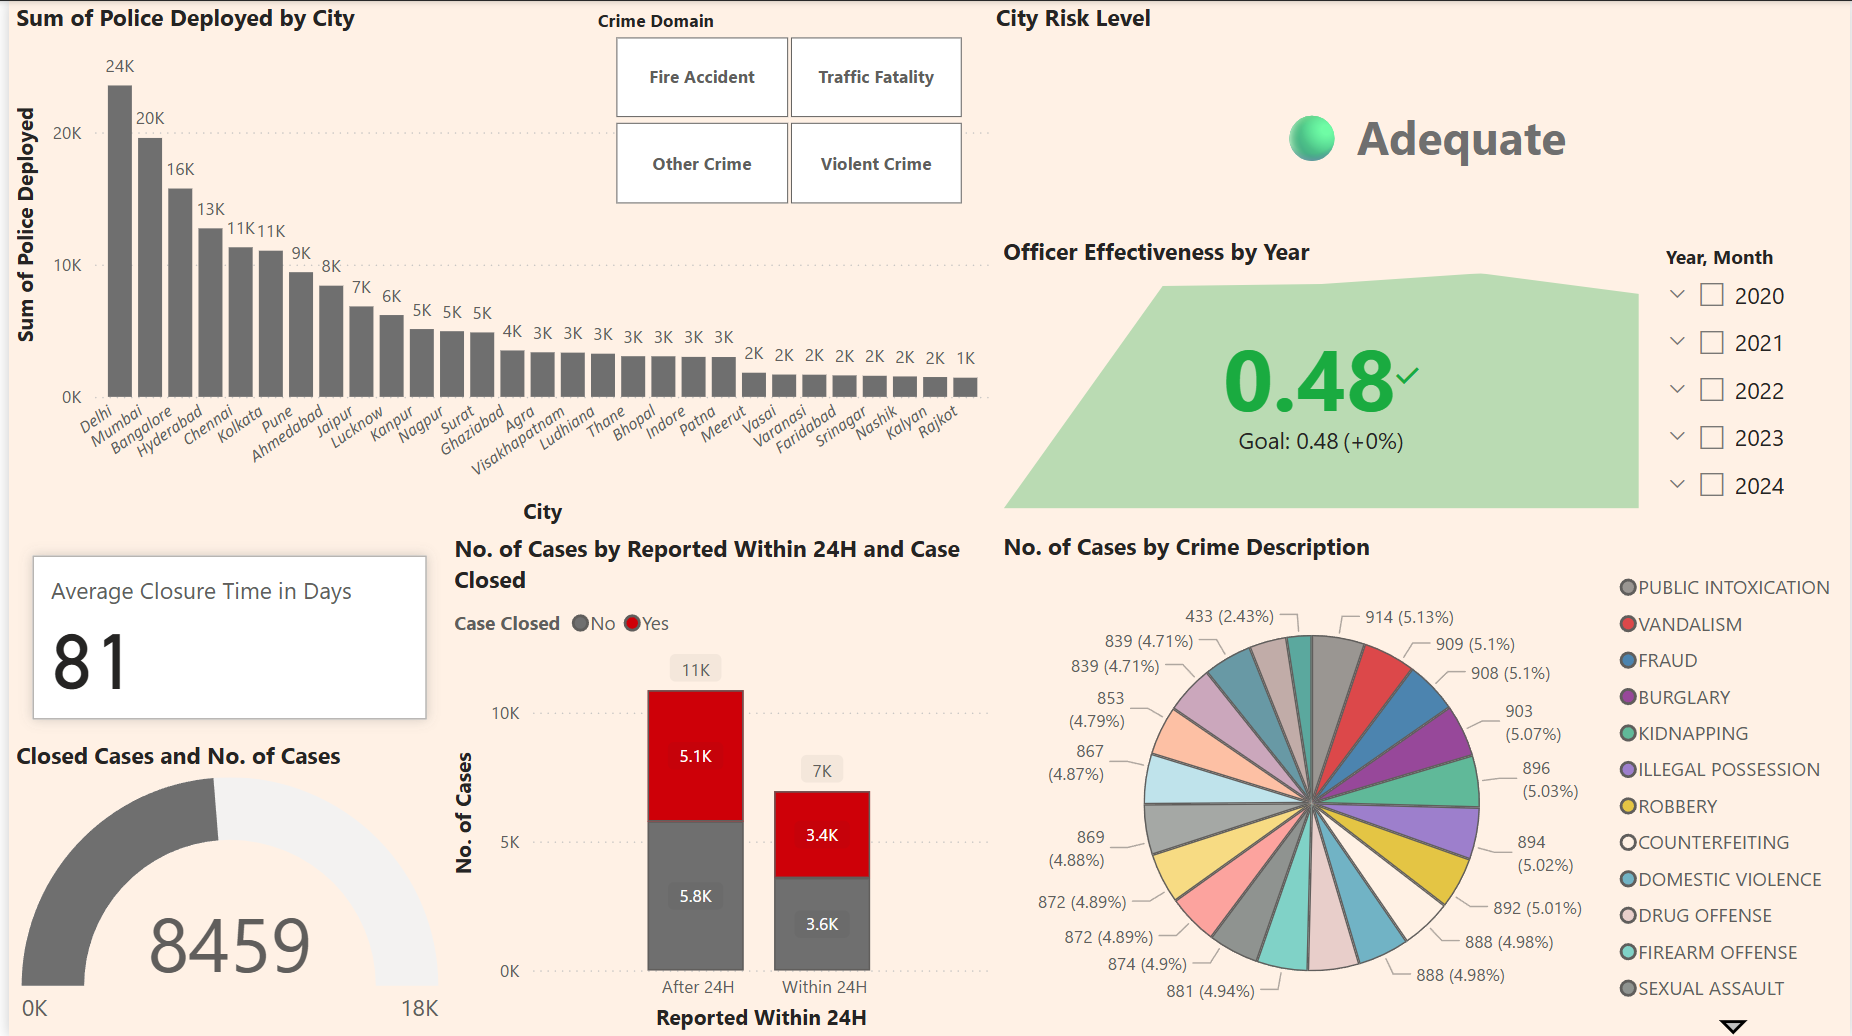 Sum of Police Deployed by City
Sum of Police Deployed
20K
10K
0K
24K
20K
16K
13K
11K
11K
9K
8K
7K
6K
5K
5K
5K
4K
3K
3K
3K
3K
3K
3K
3K
2K
2K
2K
2K
2K
2K
2K
1K
Delhi
Mumbai
Bangalore
Hyderabad
Chennai
Kolkata
Pune
Ahmedabad
Jaipur
Lucknow
Kanpur
Nagpur
Surat
Ghaziabad
Agra
Visakhapatnam
Ludhiana
Thane
Bhopal
Indore
Patna
Meerut
Vasai
Varanasi
Faridabad
Srinagar
Nashik
Kalyan
Rajkot
City
Crime Domain
Fire Accident
Traffic Fatality
Other Crime
Violent Crime
City Risk Level
Adequate
Officer Effectiveness by Year
0.48
Goal: 0.48 (+0%)
Year, Month
2020
2021
2022
2023
2024
Average Closure Time in Days
81
Closed Cases and No. of Cases
8459
0K
18K
No. of Cases by Reported Within 24H and Case
Closed
Case Closed
No
Yes
No. of Cases
10K
5K
0K
11K
5.1K
5.8K
7K
3.4K
3.6K
After 24H
Within 24H
Reported Within 24H
No. of Cases by Crime Description
914 (5.13%)
909 (5.1%)
908 (5.1%)
903
(5.07%)
896
(5.03%)
894
(5.02%)
892 (5.01%)
888 (4.98%)
888 (4.98%)
881 (4.94%)
874 (4.9%)
872 (4.89%)
872 (4.89%)
869
(4.88%)
867
(4.87%)
853
(4.79%)
839 (4.71%)
839 (4.71%)
433 (2.43%)
PUBLIC INTOXICATION
VANDALISM
FRAUD
BURGLARY
KIDNAPPING
ILLEGAL POSSESSION
ROBBERY
COUNTERFEITING
DOMESTIC VIOLENCE
DRUG OFFENSE
FIREARM OFFENSE
SEXUAL ASSAULT